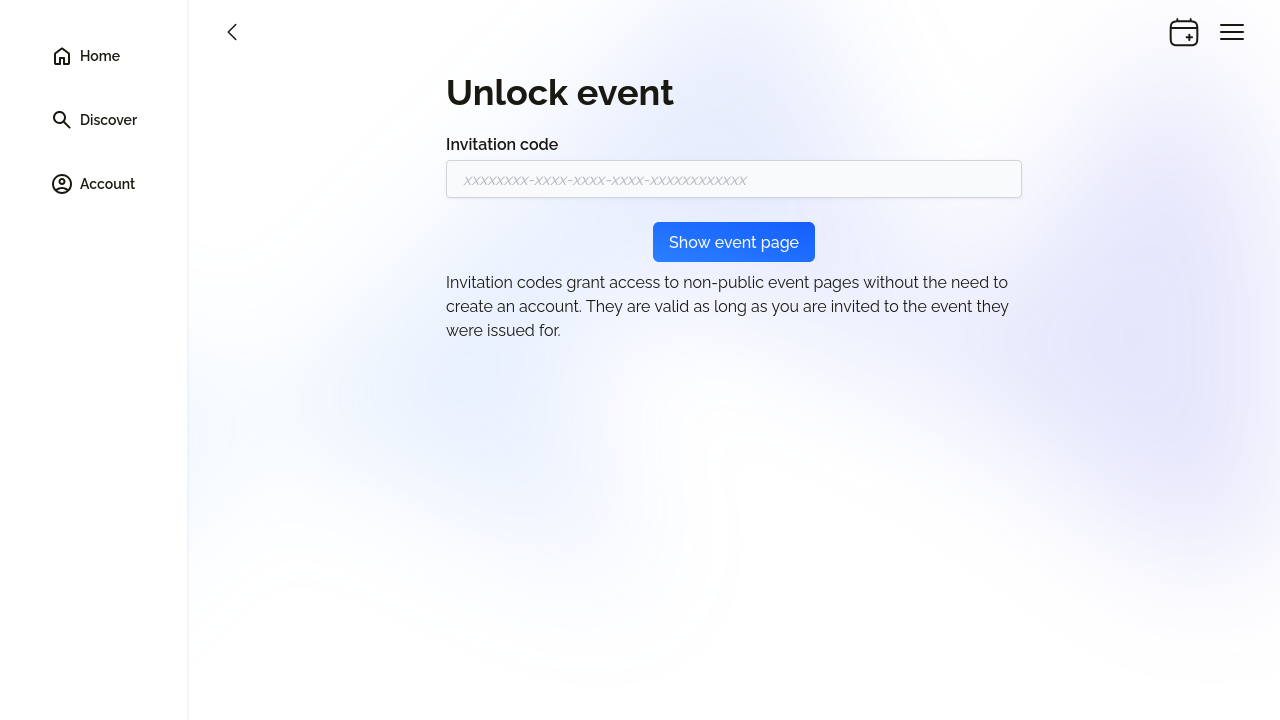 Home
Discover
Account
Unlock event
Invitation code
xxxxxxxx-xxxx-xxxx-xxxx-xxxxxxxxxxxx
Show event page
Invitation codes grant access to non-public event pages without the need to
create an account. They are valid as long as you are invited to the event they
were issued for.